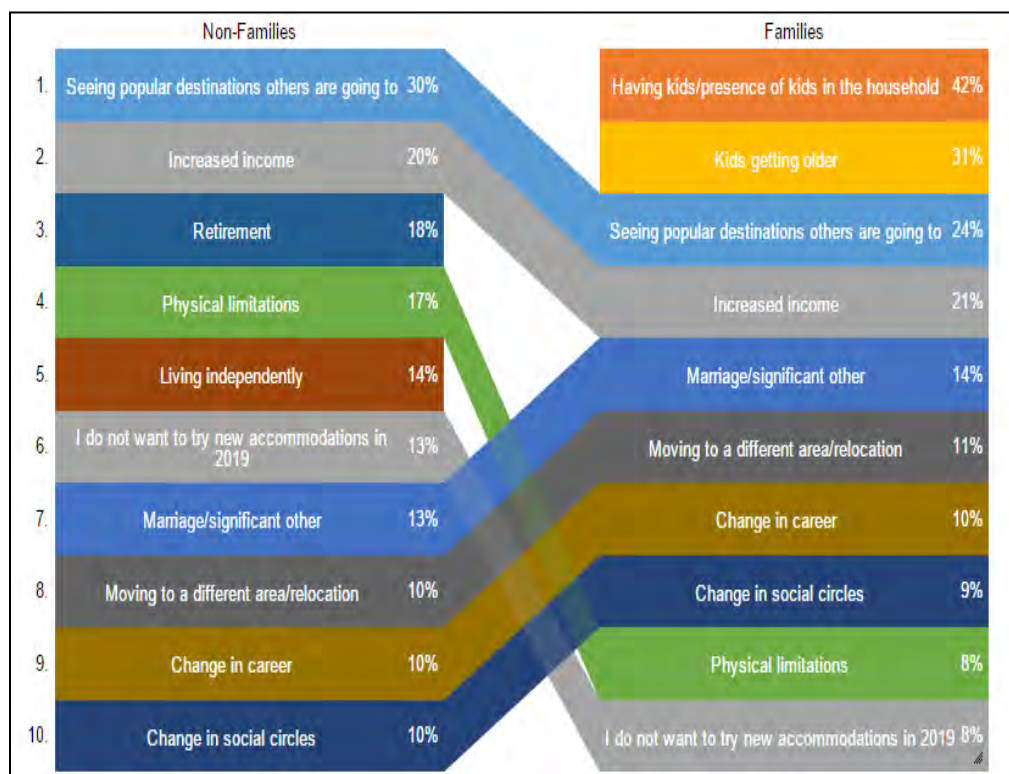 Non-Families Families
1. Seeing popular destinations others are going to 30% Having kids/presence of kids in the household 42%
2. Increased income 20% Kids getting older 31%
3. Retirement 18% Seeing popular destinations others are going to 24%
4. Physical limitations 17% Increased income 21%
5. Living independently 14% Marriage/significant other 14%
6. I do not want to try new accommodations in
2019 13% Moving to a different area/relocation 11%
7. Marriage/significant other 13% Change in career 10%
8. Moving to a different area/relocation 10% Change in social circles 9%
9. Change in career 10% Physical limitations 8%
10. Change in social circles 10% I do not want to try new accommodations in 2019 8%